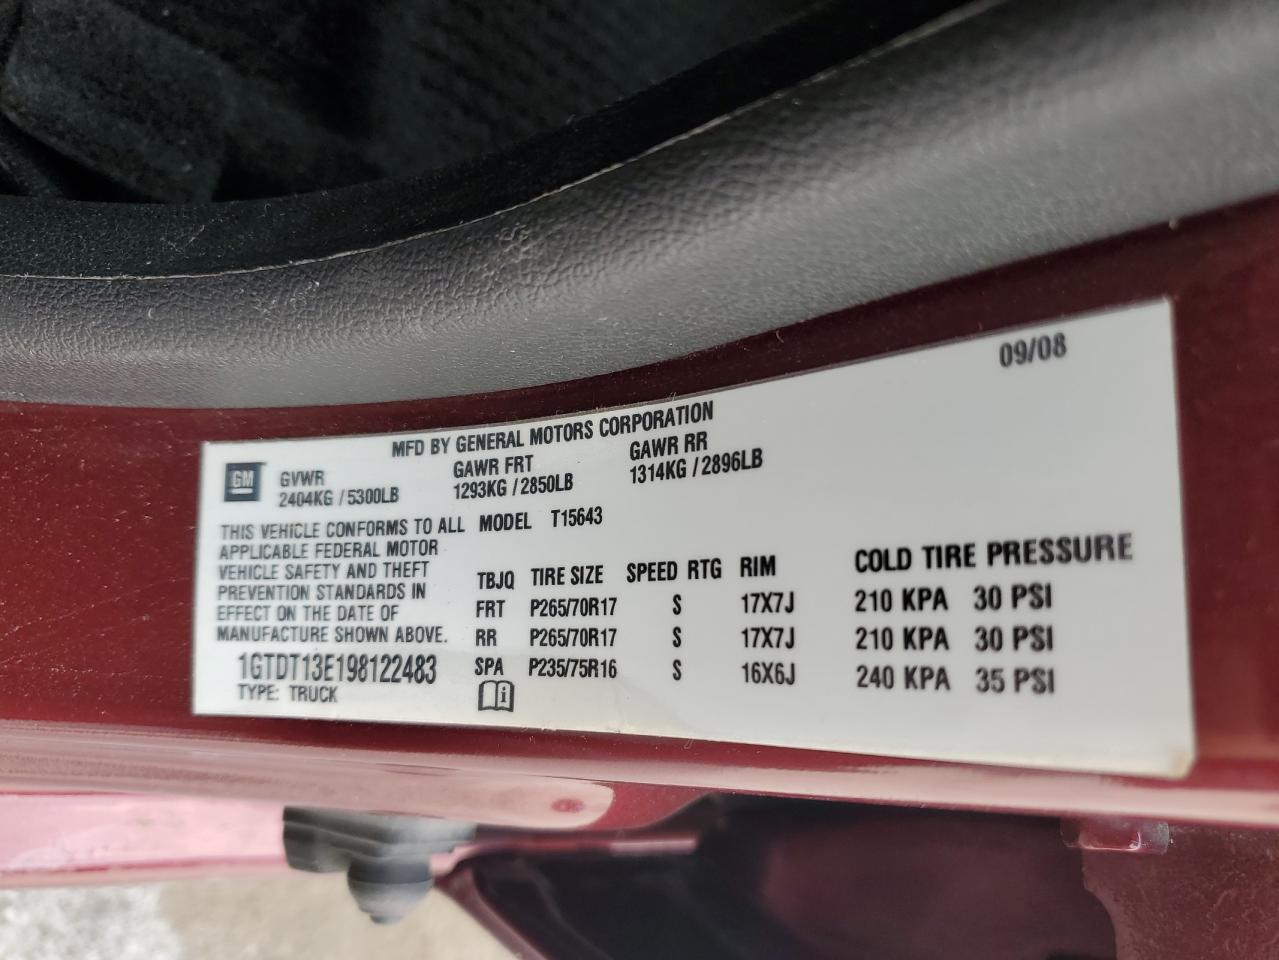 09/08
MFD BY GENERAL MOTORS CORPORATION
GM
GVWR GAWR FRT GAWR RR
2404KG / 5300LB 1293KG / 2850LB 1314KG / 2896LB
THIS VEHICLE CONFORMS TO ALL
APPLICABLE FEDERAL MOTOR
VEHICLE SAFETY AND THEFT
PREVENTION STANDARDS IN
EFFECT ON THE DATE OF
MANUFACTURE SHOWN ABOVE.
1GTDT13E198122483
TYPE: TRUCK
MODEL T15643
TBJQ TIRE SIZE SPEED RTG RIM COLD TIRE PRESSURE
FRT P265/70R17 S 17X7J 210 KPA 30 PSI
RR P265/70R17 S 17X7J 210 KPA 30 PSI
SPA P235/75R16 S 16X6J 240 KPA 35 PSI
i